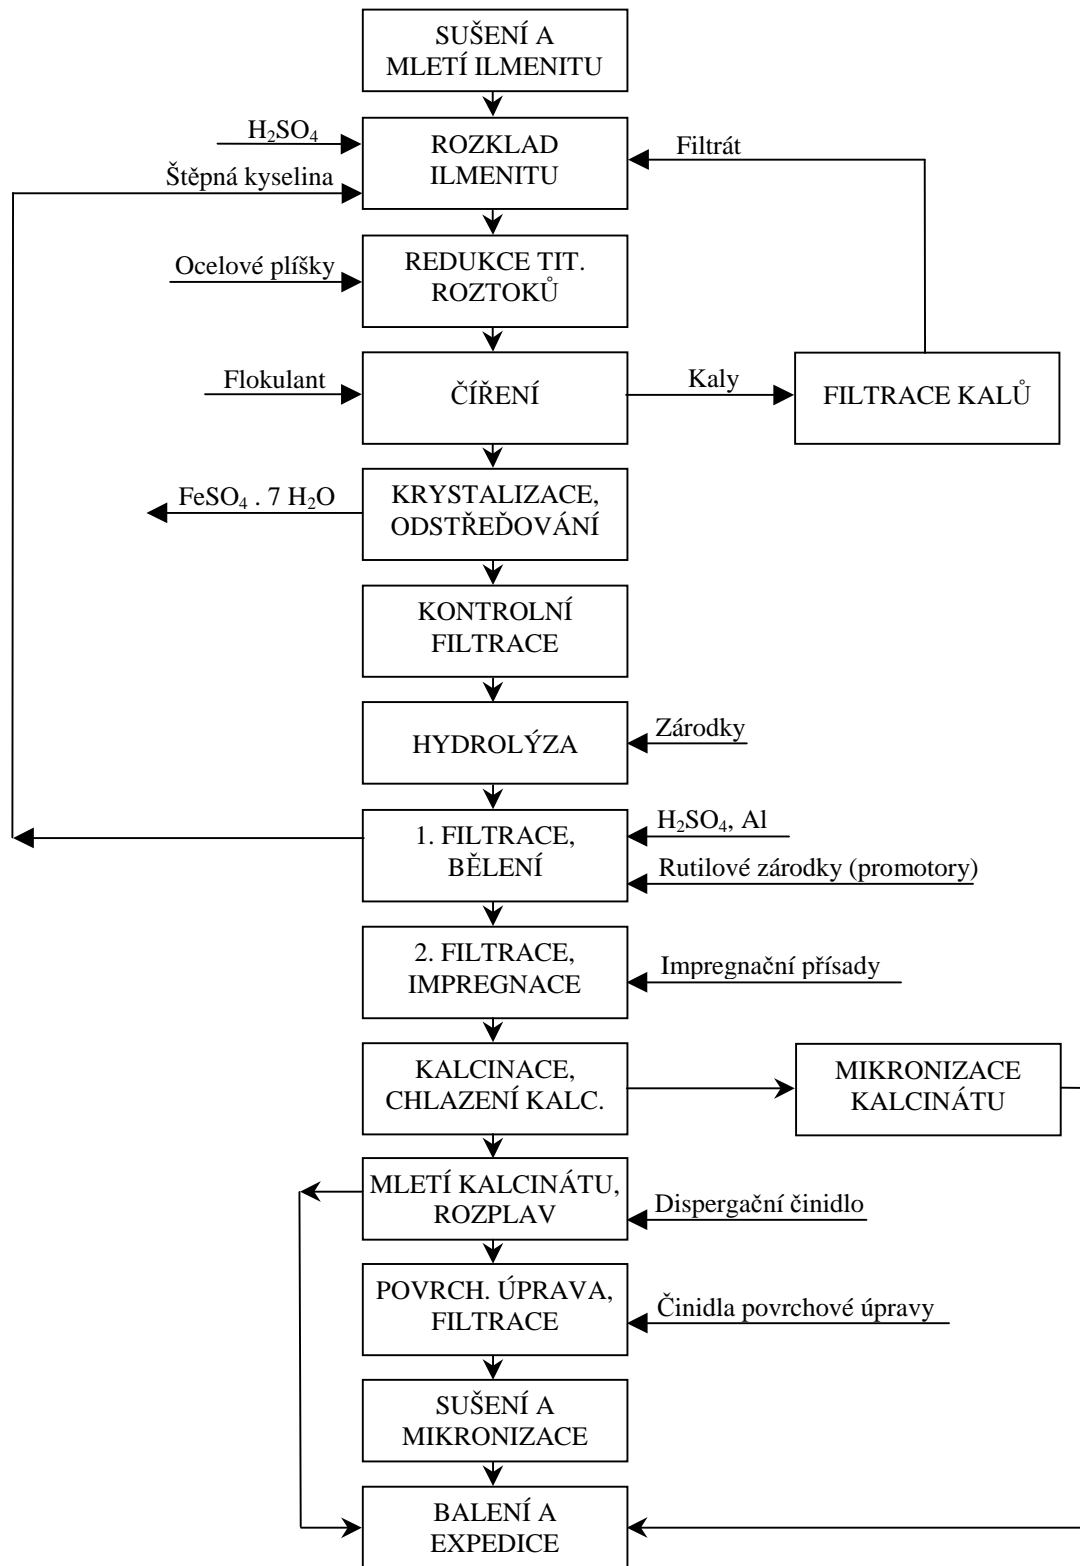 SUŠENÍ A
MLETÍ ILMENITU
H₂SO₄
ROZKLAD
ILMENITU
Filtrát
Štěpná kyselina
Ocelové plíšky
REDUKCE TIT.
ROZTOKŮ
Flokulant
ČÍŘENÍ
Kaly
FILTRACE KALŮ
FeSO₄ . 7 H₂O
KRYSTALIZACE,
ODSTŘEĎOVÁNÍ
KONTROLNÍ
FILTRACE
HYDROLÝZA
Zárodky
1. FILTRACE,
BĚLENÍ
H₂SO₄, Al
Rutilové zárodky (promotory)
2. FILTRACE,
IMPREGNACE
Impregnační přísady
KALCINACE,
CHLAZENÍ KALC.
MIKRONIZACE
KALCINÁTU
MLETÍ KALCINÁTU,
ROZPLAV
Dispergační činidlo
POVRCH. ÚPRAVA,
FILTRACE
Činidla povrchové úpravy
SUŠENÍ A
MIKRONIZACE
BALENÍ A
EXPEDICE